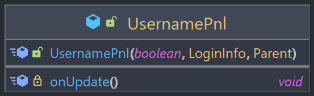 UsernamePnl
UsernamePnl(boolean, LoginInfo, Parent)
onUpdate() void